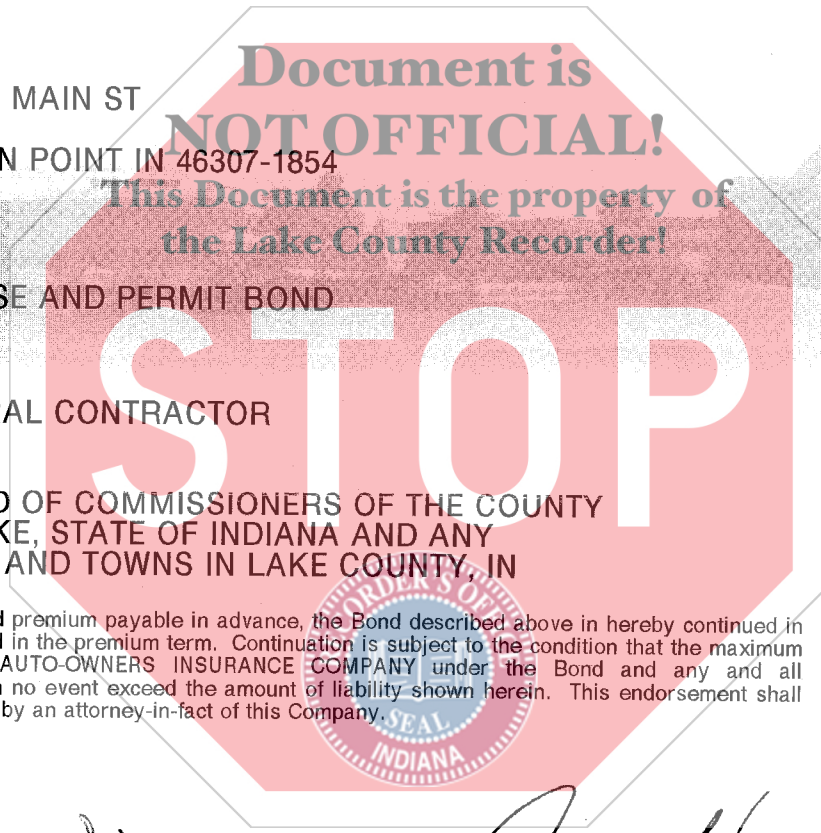 Document is
MAIN ST
NOT OFFICIAL!
N POINT IN 46307-1854
This Document is the property of
the Lake County Recorder!
SE AND PERMIT BOND
STOP
AL CONTRACTOR
OF COMMISSIONERS OF THE COUNTY
KE, STATE OF INDIANA AND ANY
AND TOWNS IN LAKE COUNTY, IN
premium payable in advance, the Bond described above in hereby continued in
in the premium term. Continuation is subject to the condition that the maximum
AUTO-OWNERS INSURANCE COMPANY under the Bond and any and all
no event exceed the amount of liability shown herein. This endorsement shall
by an attorney-in-fact of this Company.
RECORDER'S OFFICE
SEAL
INDIANA